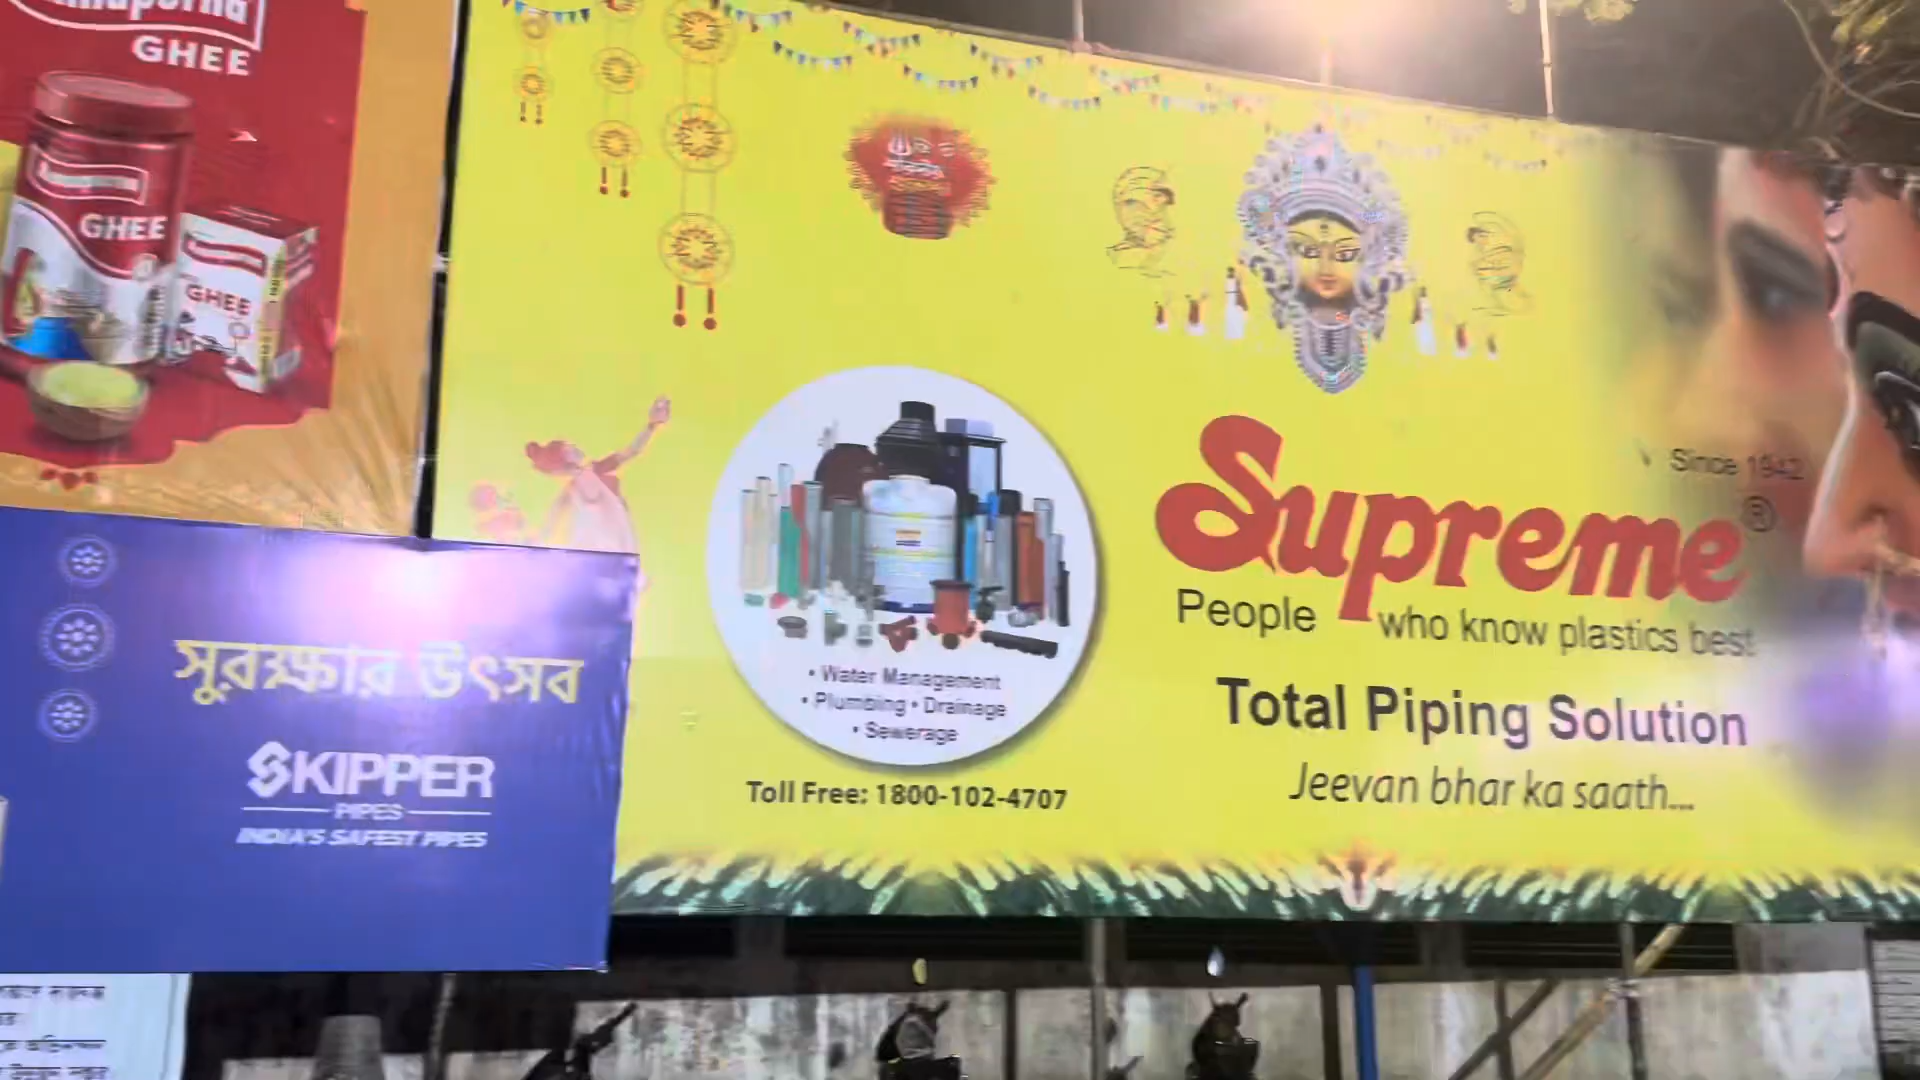 GHEE
GHEE
GHEE
সুরক্ষার উৎসব
SKIPPER
PIPES
INDIA'S SAFEST PIPES
Since 1942
Supreme®
People who know plastics best
Total Piping Solution
Jeevan bhar ka saath...
• Water Management
• Plumbing • Drainage
• Sewerage
Toll Free: 1800-102-4707